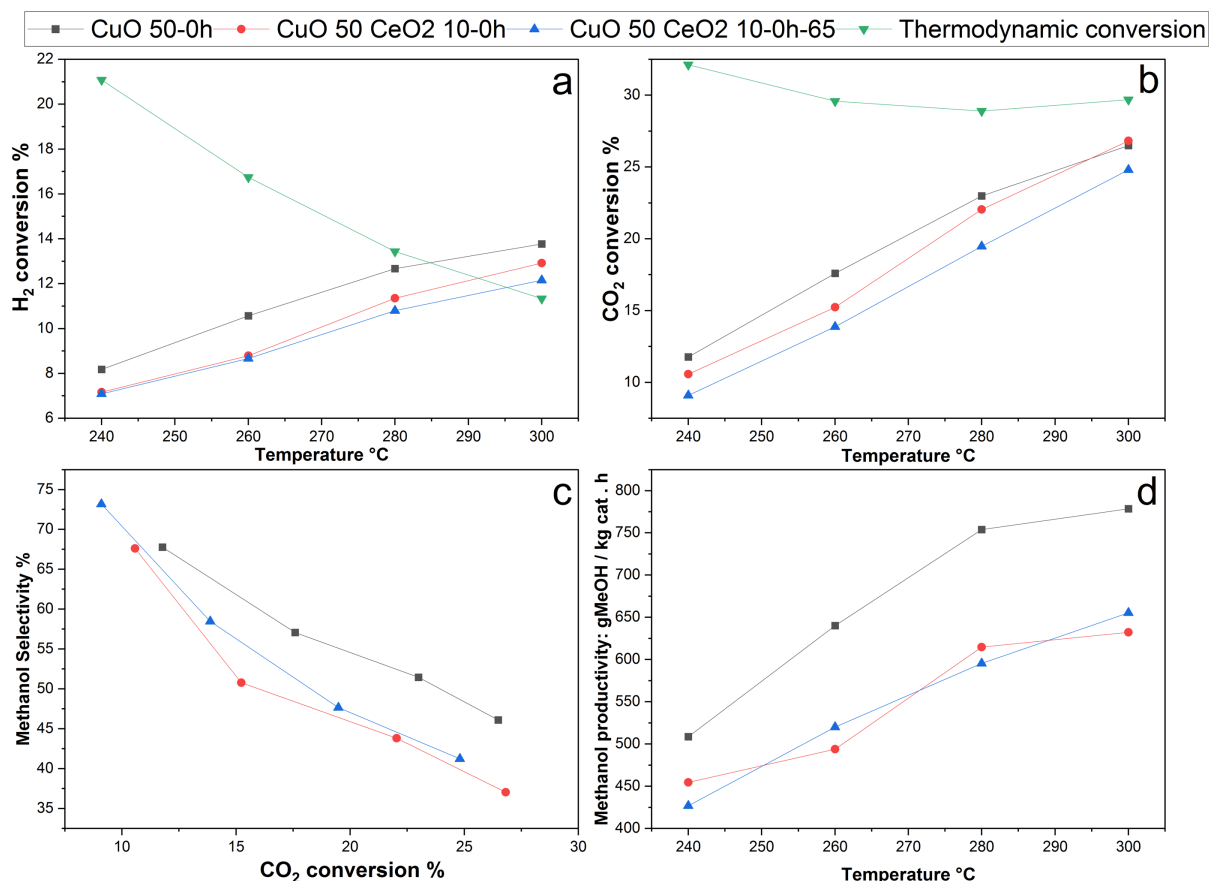 CuO 50-0h CuO 50 CeO2 10-0h CuO 50 CeO2 10-0h-65 Thermodynamic conversion
a
H2 conversion %
22
20
18
16
14
12
10
8
6
240 250 260 270 280 290 300
Temperature °C
b
CO2 conversion %
30
25
20
15
10
240 250 260 270 280 290 300
Temperature °C
c
Methanol Selectivity %
75
70
65
60
55
50
45
40
35
10 15 20 25 30
CO2 conversion %
d
Methanol productivity: gMeOH / kg cat . h
800
750
700
650
600
550
500
450
400
240 250 260 270 280 290 300
Temperature °C